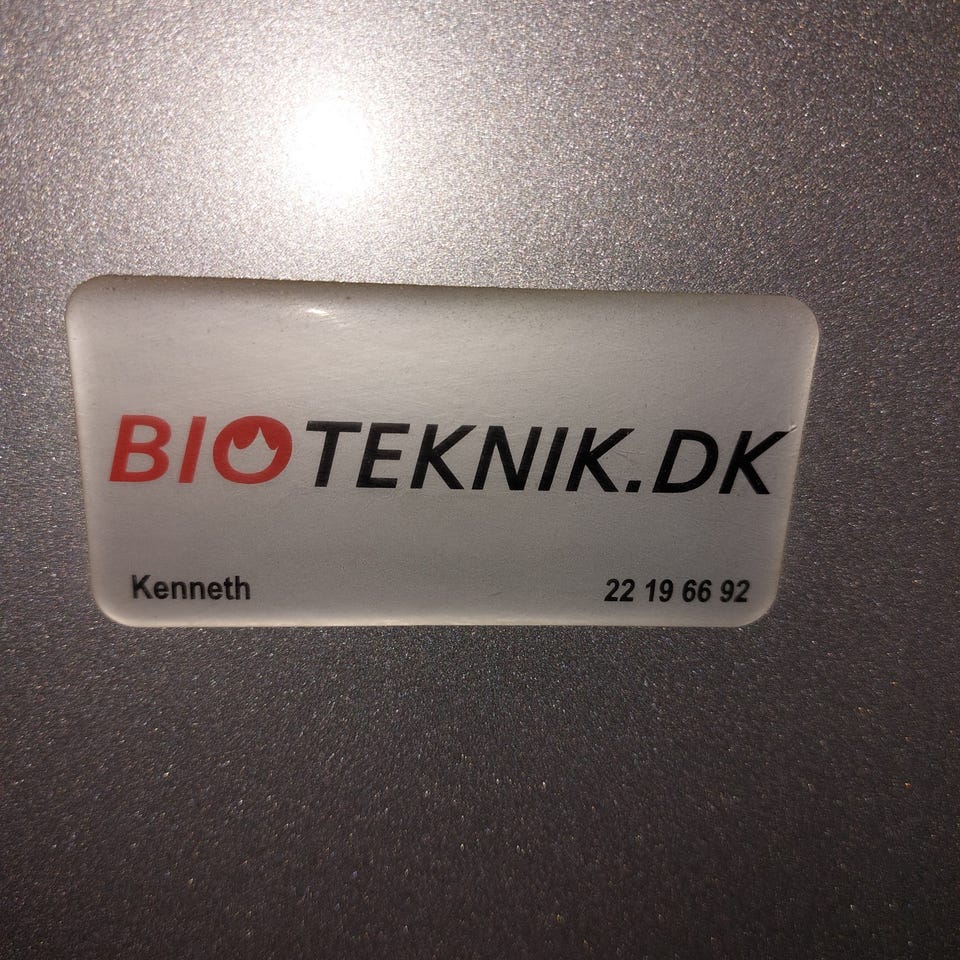 BIOTEKNIK.DK
Kenneth 22 19 66 92